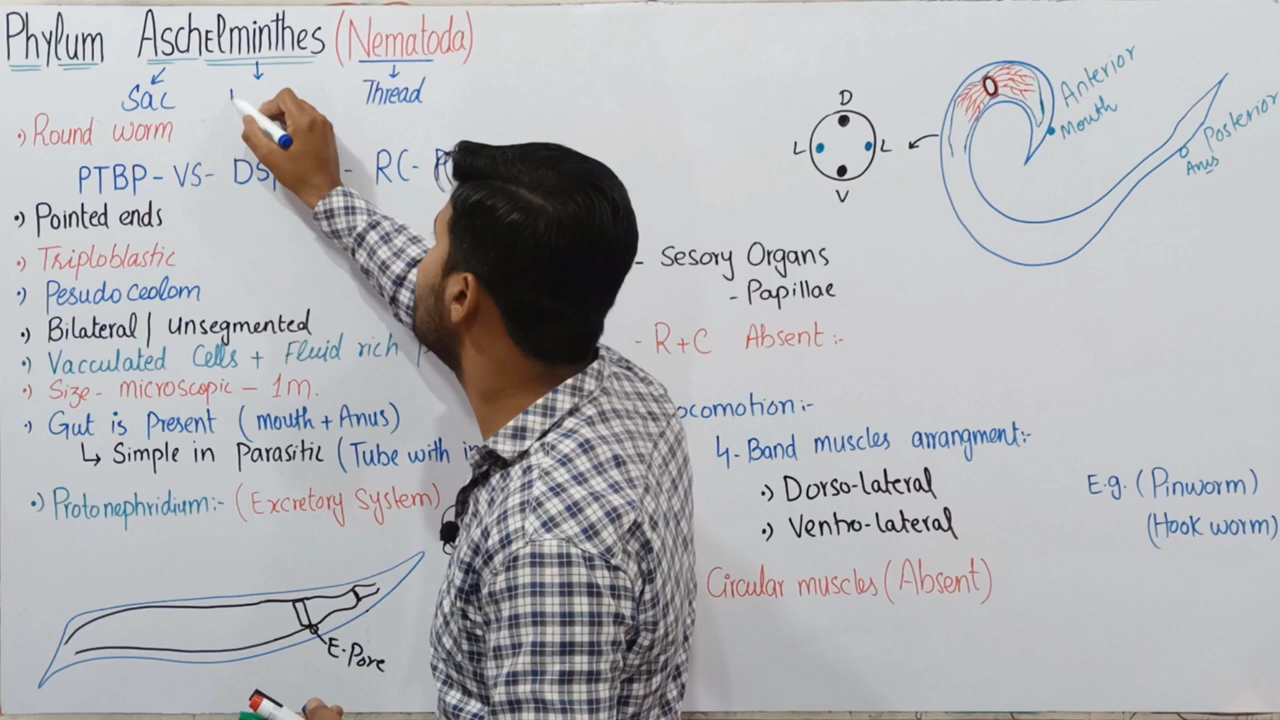 Phylum Aschelminthes (Nematoda)
Sac
Thread
•) Round worm
PTBP - VS - DS - RC -
•) Pointed ends
•) Triploblastic
•) Pesudo ceolom
•) Bilateral / Unsegmented
•) Vacculated Cells + Fluid rich
•) Size - microscopic - 1m.
•) Gut is Present (mouth + Anus)
↳ Simple in Parasitic (Tube with
•) Protonephridium:- (Excretory System)
E. Pore
- Sesory Organs
- Papillae
- R+C Absent :-
ocomotion:-
4- Band muscles arrangment:-
•) Dorso-lateral
•) Ventro-lateral
Circular muscles (Absent)
D
L L
V
Anterior
Mouth
Posterior
Anus
E.g. (Pinworm)
(Hook worm)